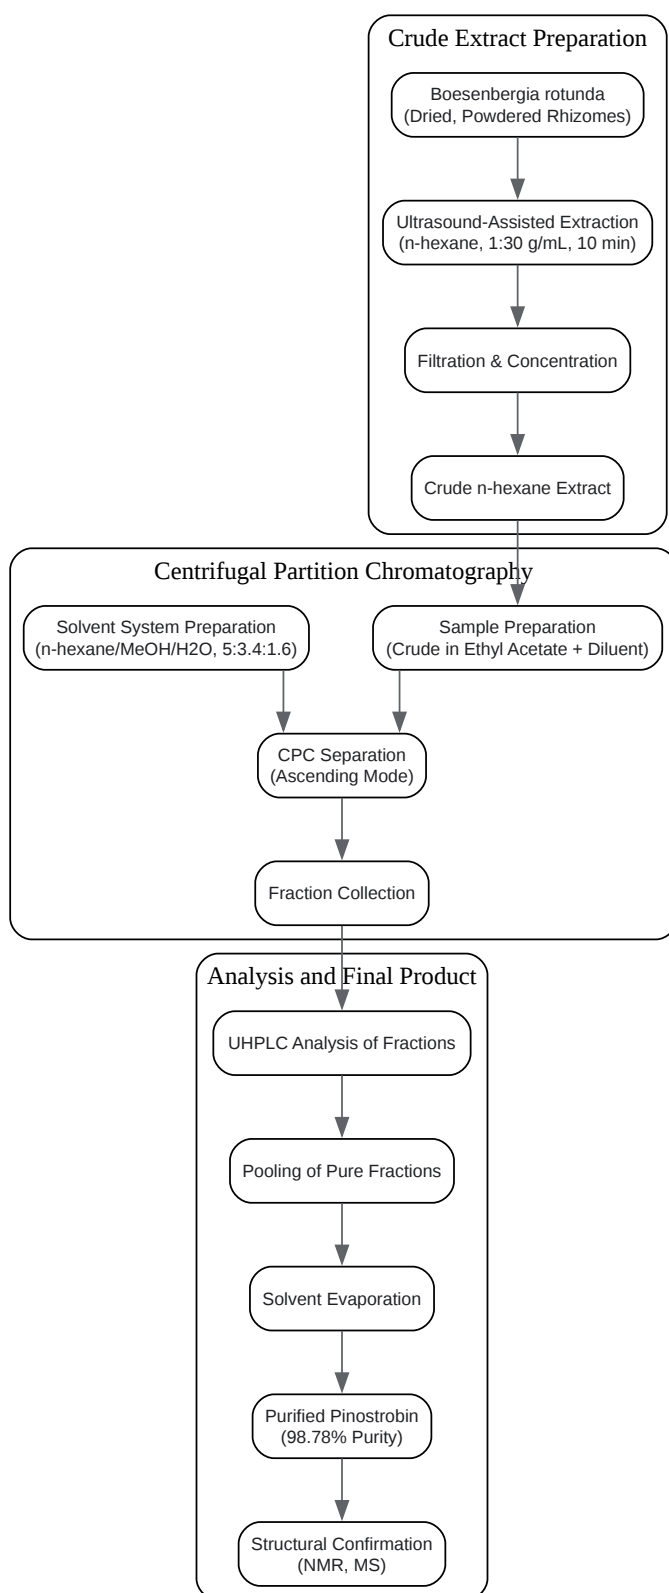 Crude Extract Preparation
Boesenbergia rotunda
(Dried, Powdered Rhizomes)
Ultrasound-Assisted Extraction
(n-hexane, 1:30 g/mL, 10 min)
Filtration & Concentration
Crude n-hexane Extract
Centrifugal Partition Chromatography
Solvent System Preparation
(n-hexane/MeOH/H2O, 5:3.4:1.6)
Sample Preparation
(Crude in Ethyl Acetate + Diluent)
CPC Separation
(Ascending Mode)
Fraction Collection
Analysis and Final Product
UHPLC Analysis of Fractions
Pooling of Pure Fractions
Solvent Evaporation
Purified Pinostrobin
(98.78% Purity)
Structural Confirmation
(NMR, MS)